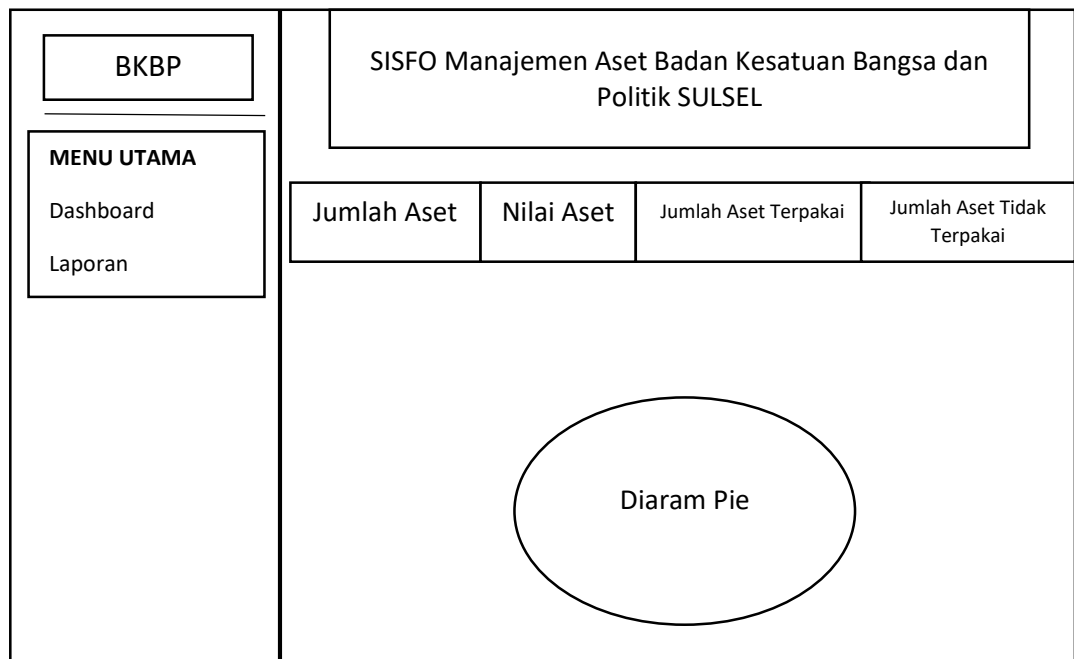 BKBP
MENU UTAMA
Dashboard
Laporan
SISFO Manajemen Aset Badan Kesatuan Bangsa dan
Politik SULSEL
Jumlah Aset
Nilai Aset
Jumlah Aset Terpakai
Jumlah Aset Tidak
Terpakai
Diaram Pie